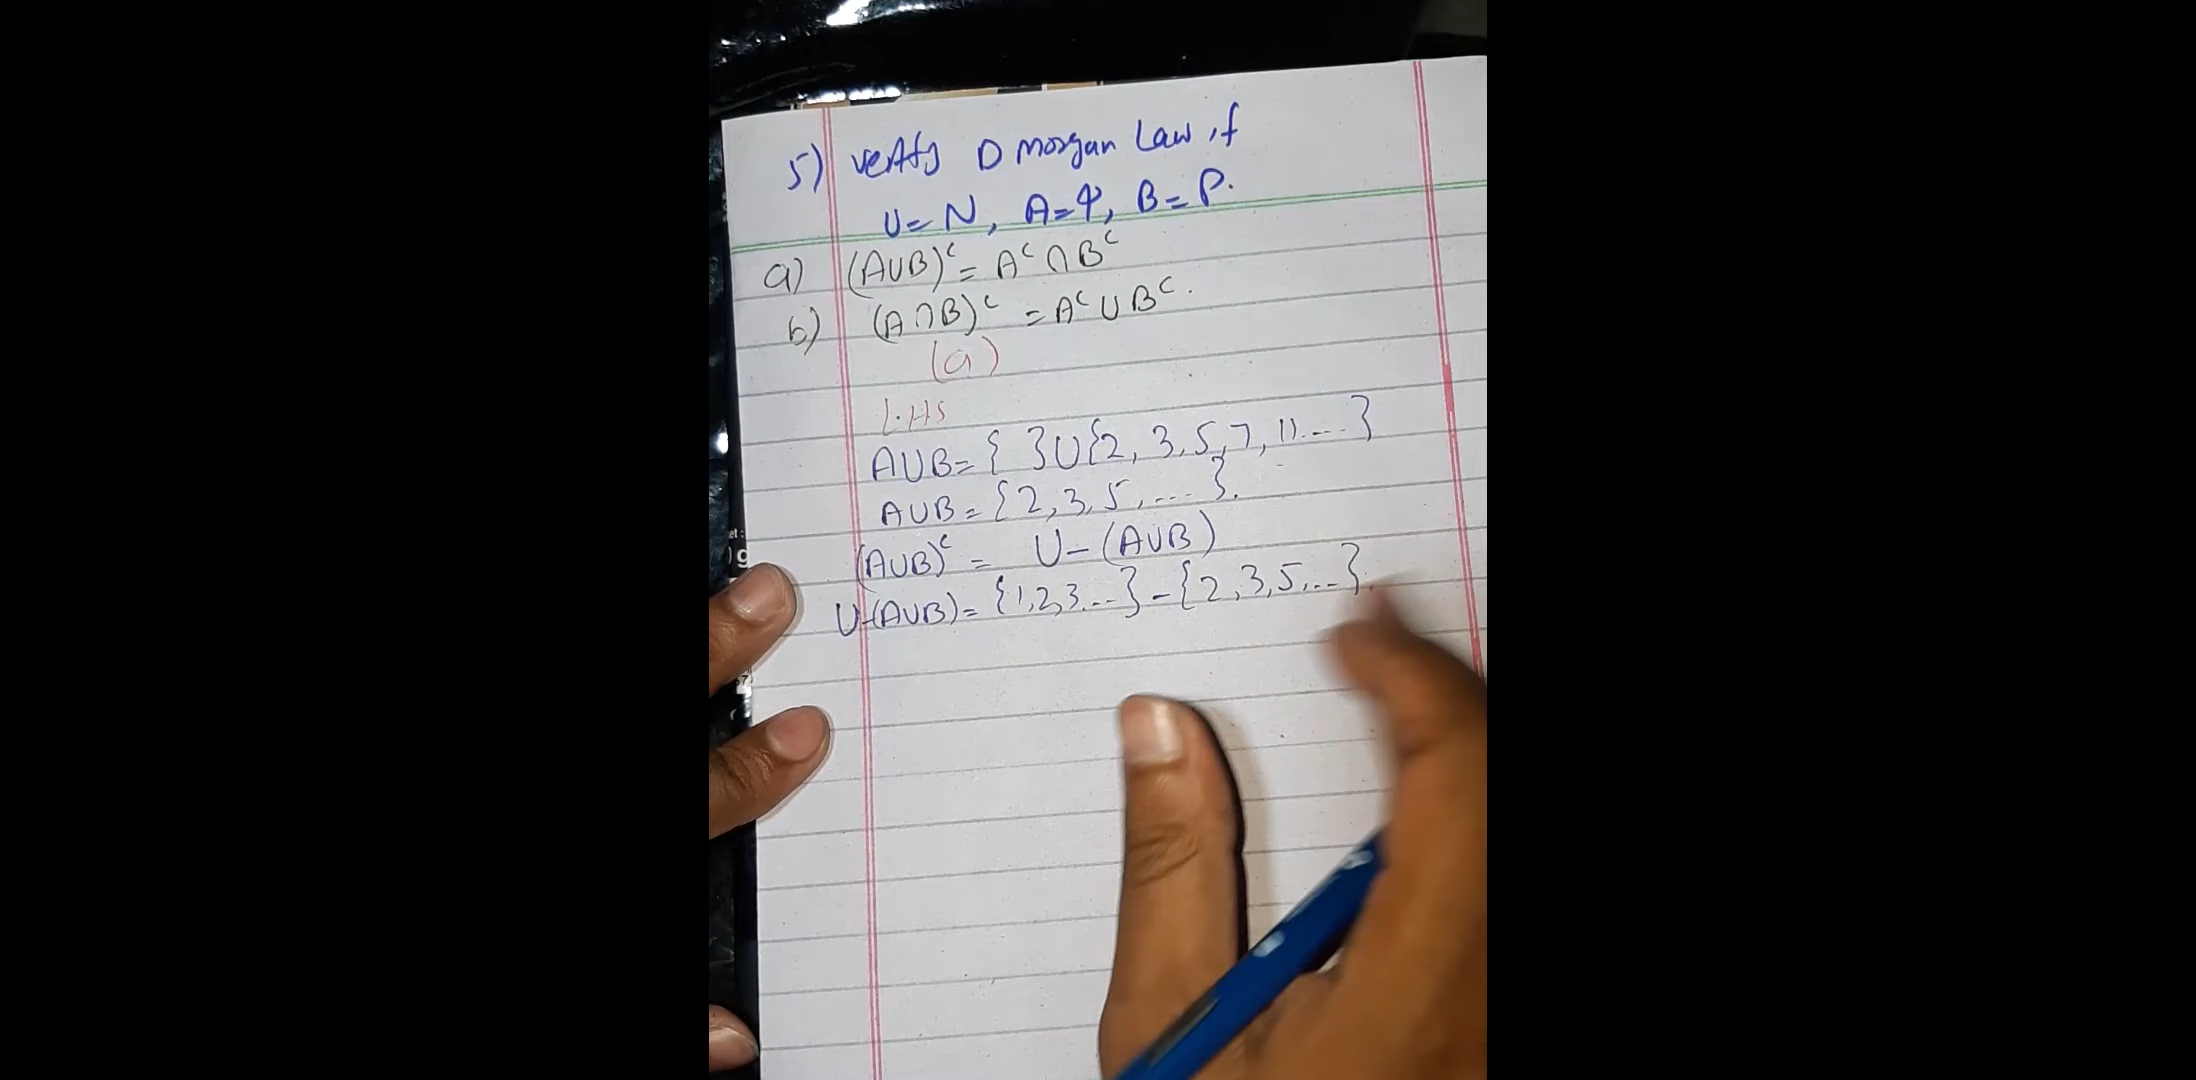 5) verify D morgan Law if
U= N, A=φ, B= P.
a) (A∪B)ᶜ= Aᶜ ∩ Bᶜ
b) (A∩B)ᶜ = Aᶜ ∪ Bᶜ.
(a)
L.HS
A∪B= { }∪{2, 3,5,7, 11....}
A∪B= {2,3,5, .... }.
(A∪B)ᶜ = U- (A∪B)
U-(A∪B)= {1,2,3...} - {2,3,5,...}.